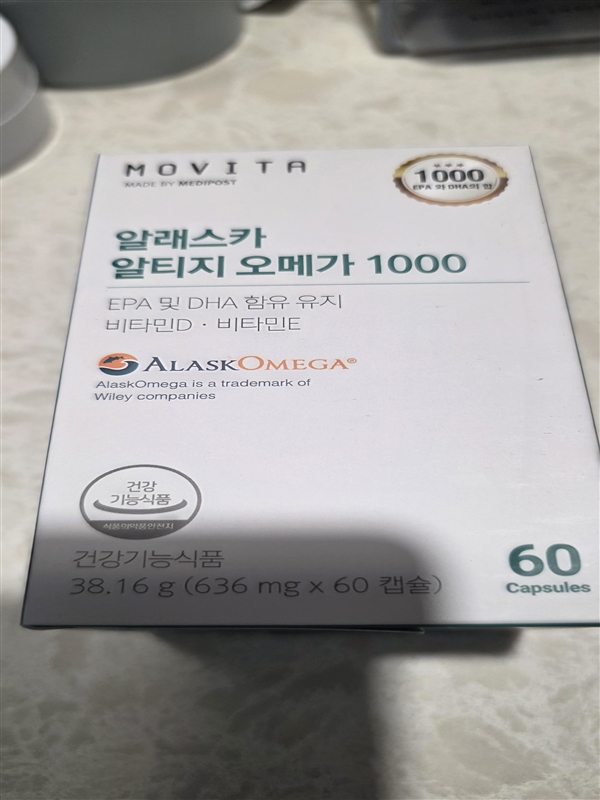 MOVITA
MADE BY MEDIPOST
1000
EPA 와 DHA의 합
알래스카
알티지 오메가 1000
EPA 및 DHA 함유 유지
비타민D · 비타민E
ALASKOMEGA®
AlaskOmega is a trademark of
Wiley companies
건강
기능식품
식품의약품안전처
건강기능식품
38.16 g (636 mg x 60 캡슐)
60
Capsules